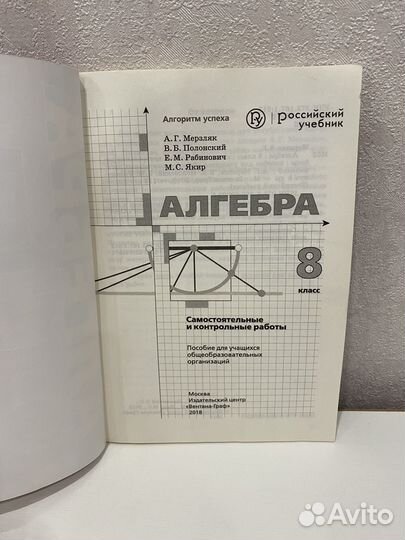 Алгоритм успеха
российский
учебник
А. Г. Мерзляк
В. Б. Полонский
Е. М. Рабинович
М. С. Якир
АЛГЕБРА
8
класс
Самостоятельные
и контрольные работы
Пособие для учащихся
общеобразовательных
организаций
Москва
Издательский центр
«Вентана-Граф»
2018
Avito